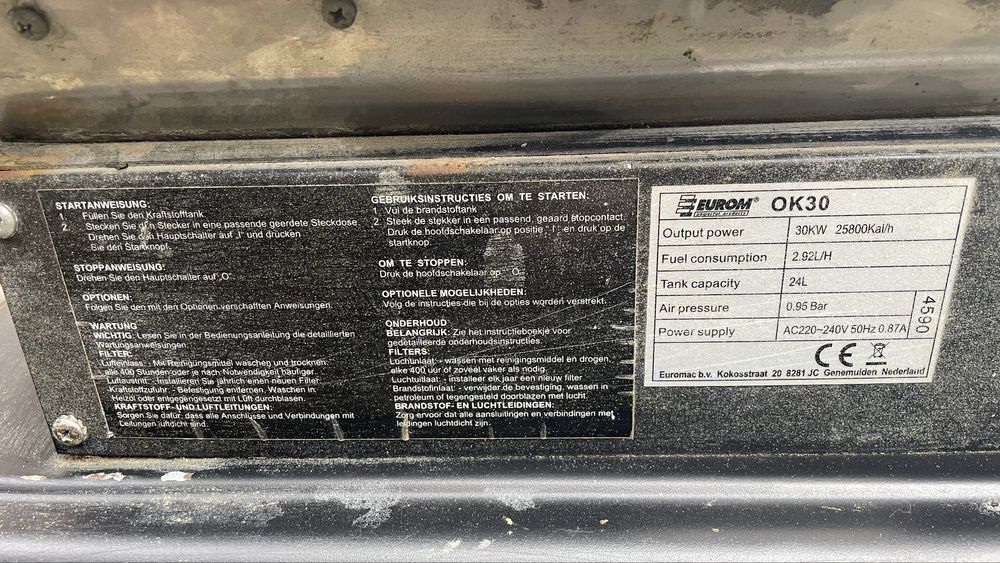 STARTANWEISUNG:
1. Füllen Sie den Kraftstofftank.
2. Stecken Sie den Stecker in eine passende geerdete Steckdose
Drehen Sie den Hauptschalter auf „I" und drücken
Sie den Startknopf.
STOPPANWEISUNG:
Drehen Sie den Hauptschalter auf „O".
OPTIONEN:
Folgen Sie den mit den Optionen verschafften Anweisungen.
WARTUNG
WICHTIG: Lesen Sie in der Bedienungsanleitung die detaillierten
Wartungsanweisungen.
FILTER:
- Mit Reinigungsmittel waschen und trocknen.
alle 400 Stunden oder je nach Notwendigkeit häufiger.
Luftaustritt: - Installieren Sie jährlich einen neuen Filter
Kraftstoffzufuhr: - Befestigung entfernen. Waschen in
Heizöl oder entgegengesetzt mit Lüft durchblasen.
KRAFTSTOFF- UND LUFTLEITUNGEN:
Sorgen Sie dafür, dass alle Anschlüsse und Verbindungen mit
Leitungen luftdicht sind.
GEBRUIKSINSTRUCTIES OM TE STARTEN:
1. Vul de brandstoftank
2. Steek de stekker in een passend, geaard stopcontact.
Druk de hoofdschakelaar op positie " I " en druk op de
startknop.
OM TE STOPPEN:
Druk de hoofdschakelaar op O.
OPTIONELE MOGELIJKHEDEN:
Volg de instructies die bij de opties worden verstrekt.
ONDERHOUD
BELANGRIJK: Zie het instructieboekje voor
gedetailleerde onderhoudsinstructies.
FILTERS:
Luchtinlaat: - wassen met reinigingsmiddel en drogen,
elke 400 uur of zoveel vaker als nodig.
Luchtuitlaat: - installeer elk jaar een nieuw filter
Brandstofinlaat: - verwijder de bevestiging, wassen in
petroleum of tegengesteld doorblazen met lucht.
BRANDSTOF- EN LUCHTLEIDINGEN:
Zorg ervoor dat alle aansluitingen en verbindingen met
leidingen luchtdicht zijn.
EUROM® OK30
Output power 30KW 25800Kal/h
Fuel consumption 2.92L/H
Tank capacity 24L
Air pressure 0.95 Bar
Power supply AC220~240V 50Hz 0.87A
4590
CE
Euromac b.v. Kokosstraat 20 8281 JC Genemuiden Nederland